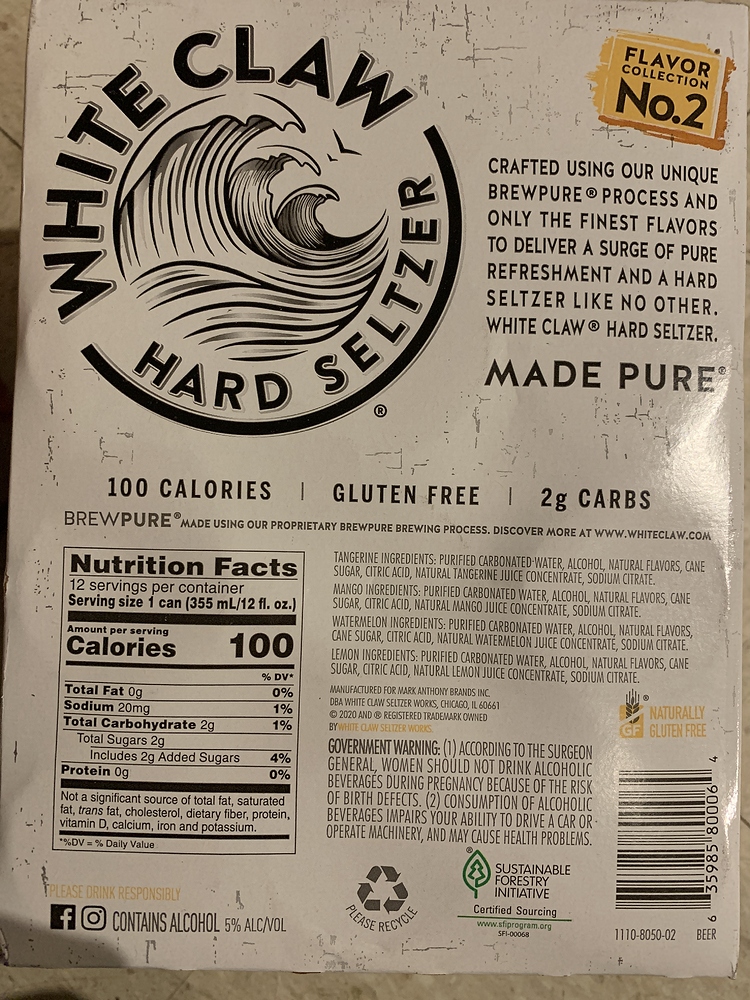 WHITE CLAW
HARD SELTZER
®
FLAVOR
COLLECTION
No.2
CRAFTED USING OUR UNIQUE
BREWPURE® PROCESS AND
ONLY THE FINEST FLAVORS
TO DELIVER A SURGE OF PURE
REFRESHMENT AND A HARD
SELTZER LIKE NO OTHER.
WHITE CLAW® HARD SELTZER.
MADE PURE®
100 CALORIES | GLUTEN FREE | 2g CARBS
BREWPURE® MADE USING OUR PROPRIETARY BREWPURE BREWING PROCESS. DISCOVER MORE AT WWW.WHITECLAW.COM
Nutrition Facts
12 servings per container
Serving size 1 can (355 mL/12 fl. oz.)
Amount per serving
Calories 100
% DV*
Total Fat 0g 0%
Sodium 20mg 1%
Total Carbohydrate 2g 1%
Total Sugars 2g
Includes 2g Added Sugars 4%
Protein 0g 0%
Not a significant source of total fat, saturated
fat, trans fat, cholesterol, dietary fiber, protein,
vitamin D, calcium, iron and potassium.
*%DV = % Daily Value
TANGERINE INGREDIENTS: PURIFIED CARBONATED WATER, ALCOHOL, NATURAL FLAVORS, CANE
SUGAR, CITRIC ACID, NATURAL TANGERINE JUICE CONCENTRATE, SODIUM CITRATE.
MANGO INGREDIENTS: PURIFIED CARBONATED WATER, ALCOHOL, NATURAL FLAVORS, CANE
SUGAR, CITRIC ACID, NATURAL MANGO JUICE CONCENTRATE, SODIUM CITRATE.
WATERMELON INGREDIENTS: PURIFIED CARBONATED WATER, ALCOHOL, NATURAL FLAVORS,
CANE SUGAR, CITRIC ACID, NATURAL WATERMELON JUICE CONCENTRATE, SODIUM CITRATE.
LEMON INGREDIENTS: PURIFIED CARBONATED WATER, ALCOHOL, NATURAL FLAVORS, CANE
SUGAR, CITRIC ACID, NATURAL LEMON JUICE CONCENTRATE, SODIUM CITRATE.
MANUFACTURED FOR MARK ANTHONY BRANDS INC.
DBA WHITE CLAW SELTZER WORKS, CHICAGO, IL 60661
© 2020 AND ® REGISTERED TRADEMARK OWNED
BY WHITE CLAW SELTZER WORKS.
® GF NATURALLY
GLUTEN FREE
GOVERNMENT WARNING: (1) ACCORDING TO THE SURGEON
GENERAL, WOMEN SHOULD NOT DRINK ALCOHOLIC
BEVERAGES DURING PREGNANCY BECAUSE OF THE RISK
OF BIRTH DEFECTS. (2) CONSUMPTION OF ALCOHOLIC
BEVERAGES IMPAIRS YOUR ABILITY TO DRIVE A CAR OR
OPERATE MACHINERY, AND MAY CAUSE HEALTH PROBLEMS.
PLEASE DRINK RESPONSIBLY
CONTAINS ALCOHOL 5% ALC/VOL
PLEASE RECYCLE
®
SUSTAINABLE
FORESTRY
INITIATIVE
Certified Sourcing
www.sfiprogram.org
SFI-00068
6 35985 80006 4
1110-8050-02 BEER